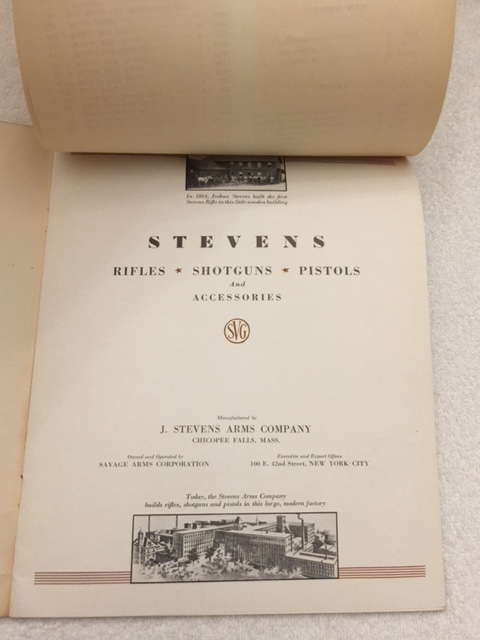 In 1864, Joshua Stevens built the first
Stevens Rifle in this little wooden building
STEVENS
RIFLES ★ SHOTGUNS ★ PISTOLS
And
ACCESSORIES
SVG
Manufactured by
J. STEVENS ARMS COMPANY
CHICOPEE FALLS, MASS.
Owned and Operated by
SAVAGE ARMS CORPORATION
Executive and Export Offices
100 E. 42nd Street, NEW YORK CITY
Today, the Stevens Arms Company
builds rifles, shotguns and pistols in this large, modern factory